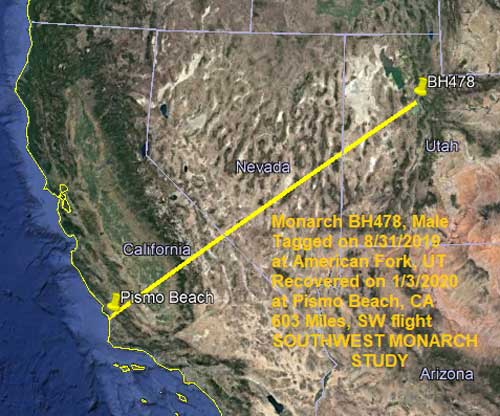 BH478
Utah
Nevada
Monarch BH478, Male
Tagged on 8/31/2019
at American Fork, UT
California
Recovered on 1/3/2020
Pismo Beach
at Pismo Beach, CA
603 Miles, SW flight
SOUTHWEST MONARCH
STUDY
Arizona